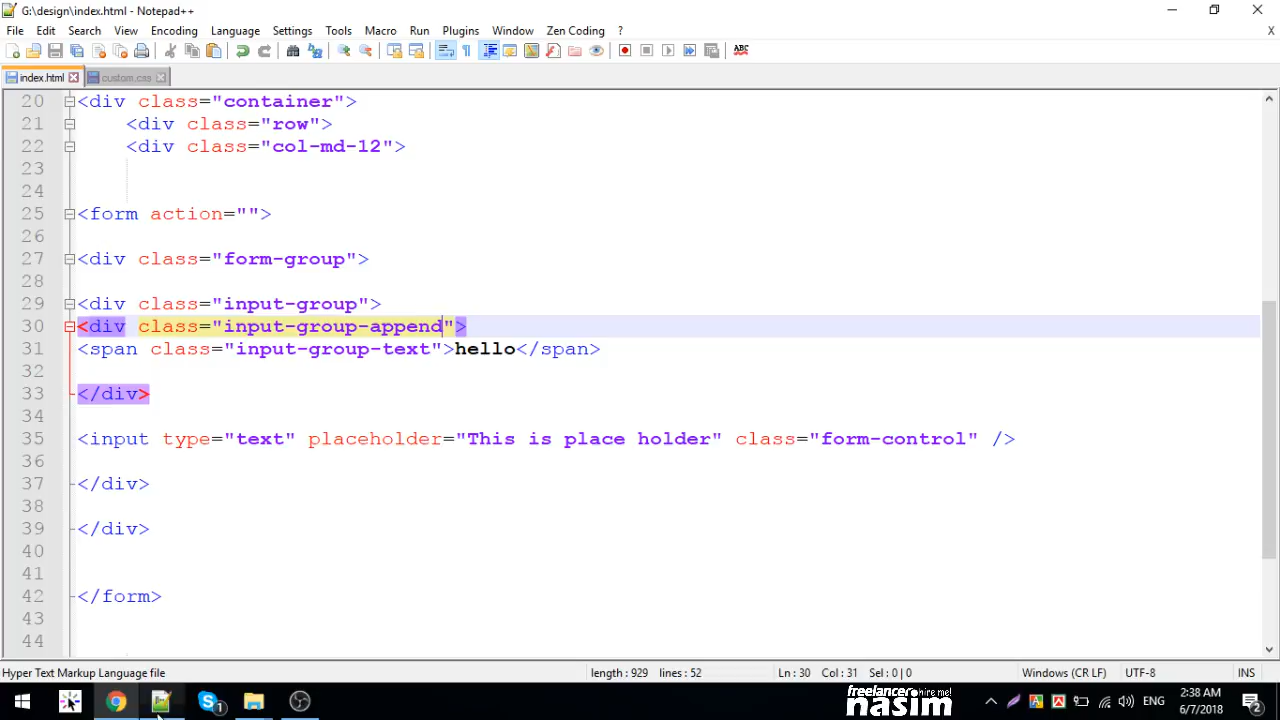 G:\design\index.html - Notepad++
File Edit Search View Encoding Language Settings Tools Macro Run Plugins Window Zen Coding ? X
ABC
index.html custom.css
20 <div class="container">
21 <div class="row">
22 <div class="col-md-12">
23
24
25 <form action="">
26
27 <div class="form-group">
28
29 <div class="input-group">
30 <div class="input-group-append">
31 <span class="input-group-text">hello</span>
32
33 </div>
34
35 <input type="text" placeholder="This is place holder" class="form-control" />
36
37 </div>
38
39 </div>
40
41
42 </form>
43
44
Hyper Text Markup Language file length : 929 lines : 52 Ln : 30 Col : 31 Sel : 0 | 0 Windows (CR LF) UTF-8 INS
1 freelancer hire me! ENG 2:38 AM 2
nasim 6/7/2018